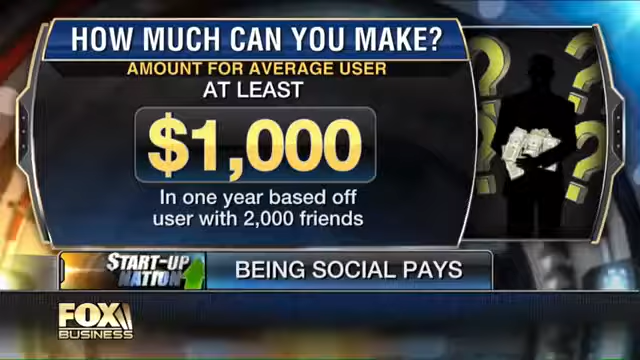 HOW MUCH CAN YOU MAKE?
AMOUNT FOR AVERAGE USER
AT LEAST
$1,000
In one year based off
user with 2,000 friends
START-UP
NATION
BEING SOCIAL PAYS
FOX
BUSINESS